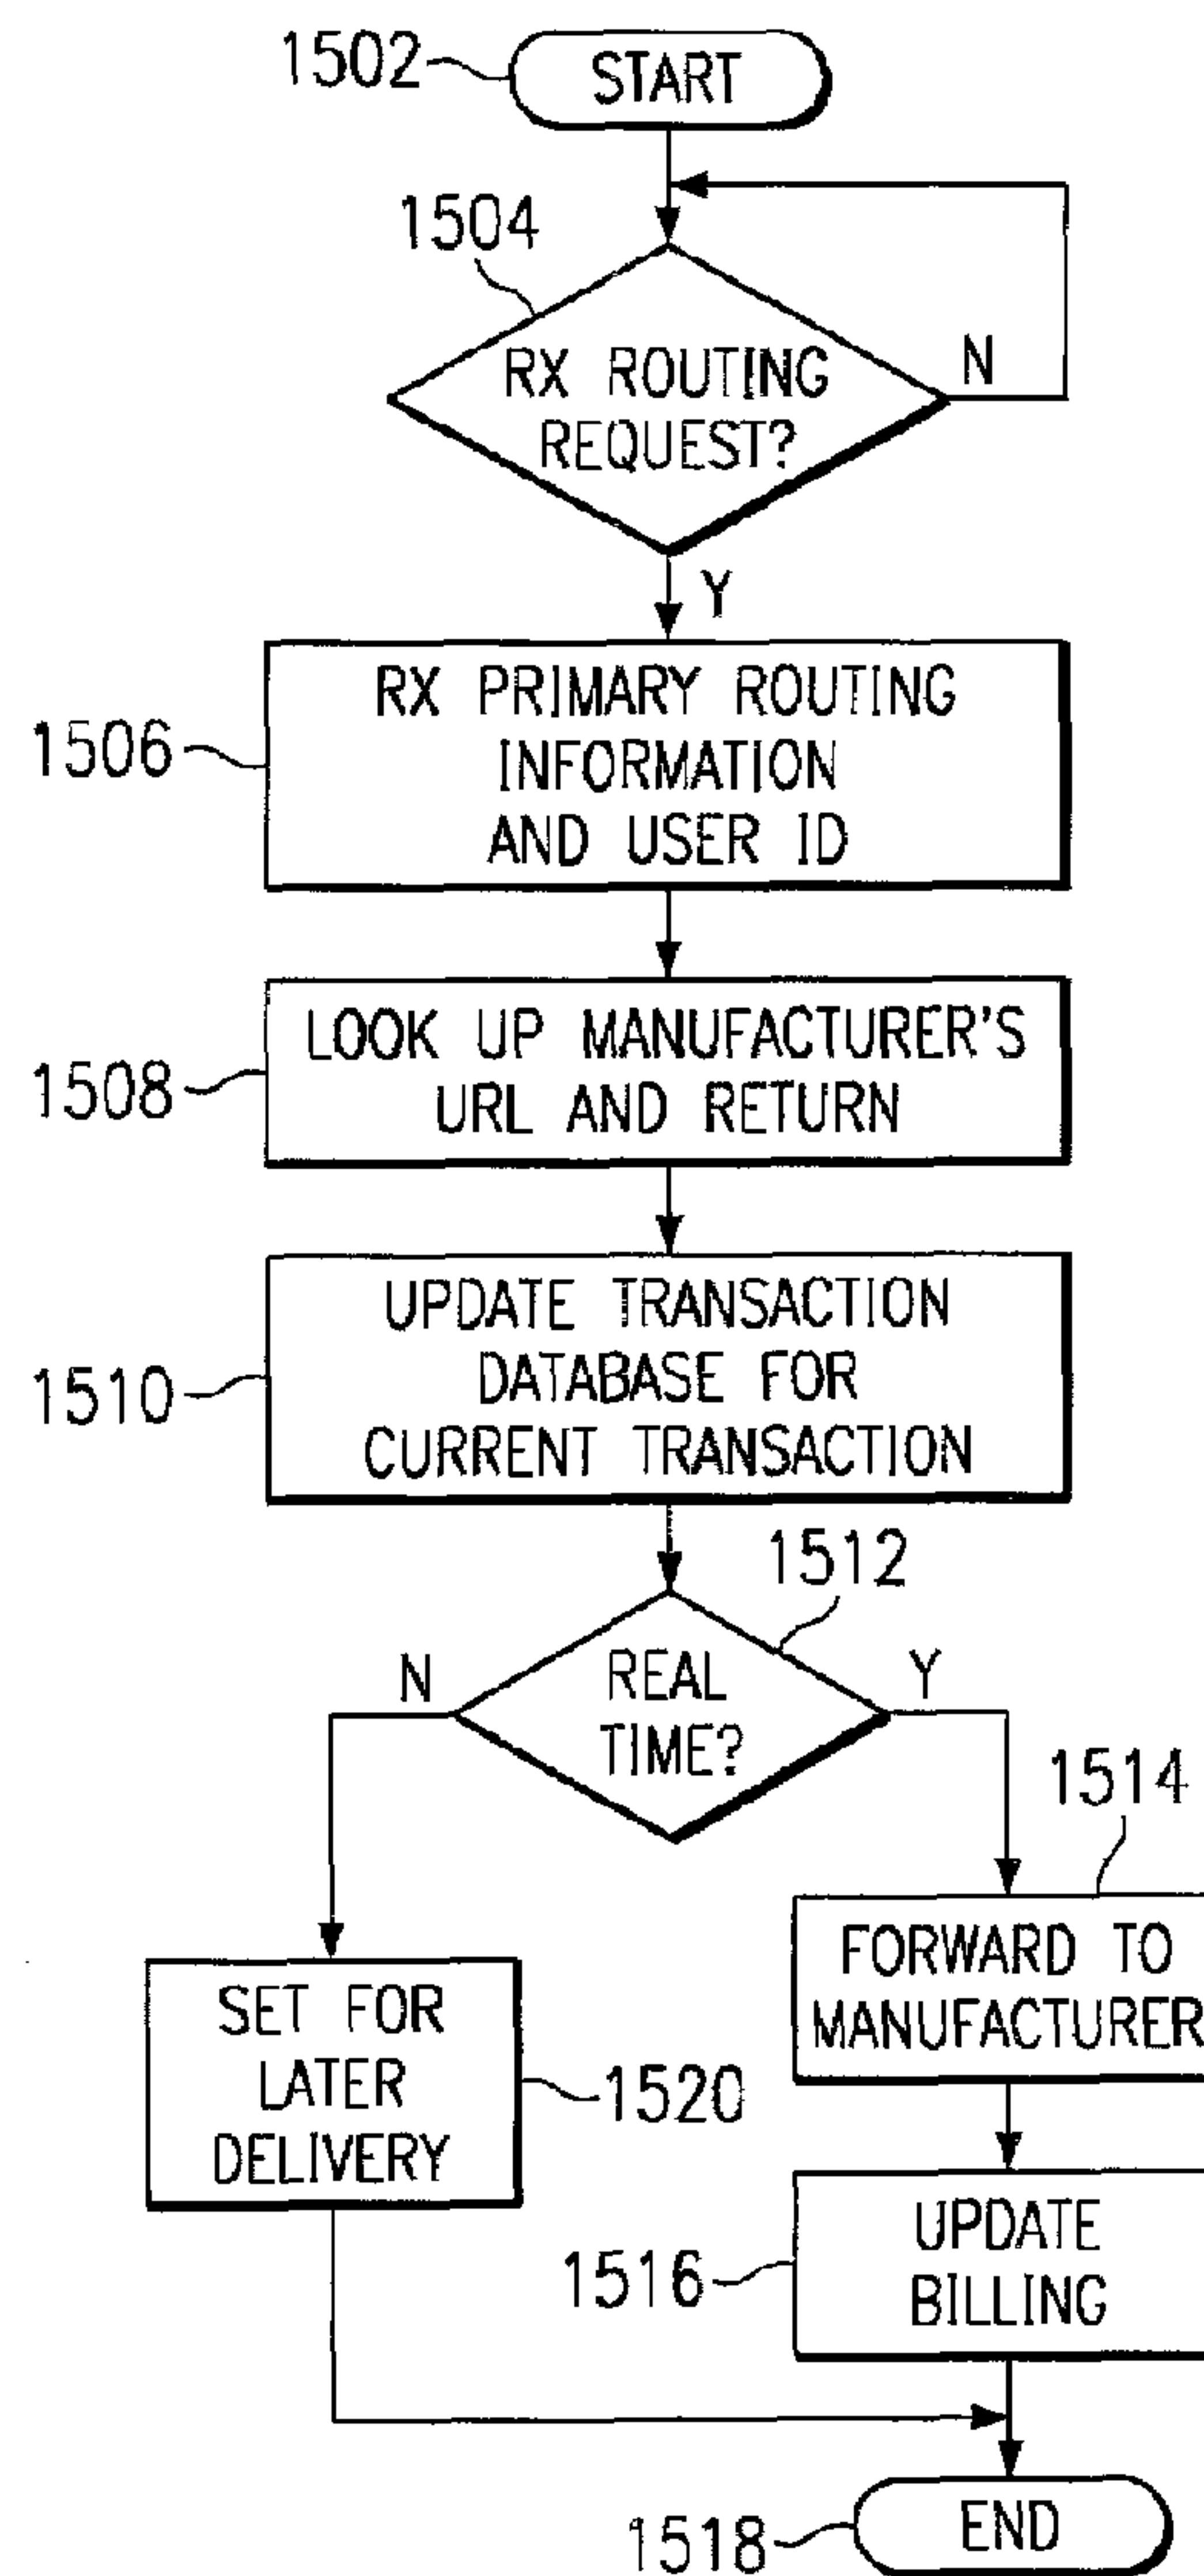 1502
START
1504
RX ROUTING
REQUEST?
N
Y
1506
RX PRIMARY ROUTING
INFORMATION
AND USER ID
1508
LOOK UP MANUFACTURER'S
URL AND RETURN
1510
UPDATE TRANSACTION
DATABASE FOR
CURRENT TRANSACTION
1512
N
REAL
TIME?
Y
1514
FORWARD TO
MANUFACTURER
SET FOR
LATER
DELIVERY
1520
1516
UPDATE
BILLING
1518
END